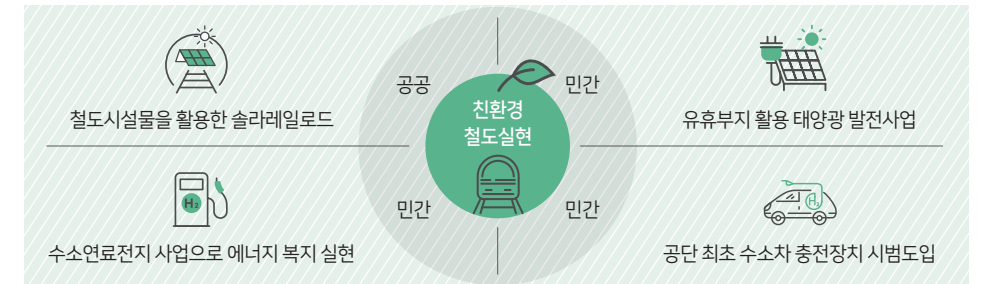 공공
민간
철도시설물을 활용한 솔라레일로드
친환경
철도실현
유휴부지 활용 태양광 발전사업
H₂
민간
민간
수소연료전지 사업으로 에너지 복지 실현
공단 최초 수소차 충전장치 시범도입